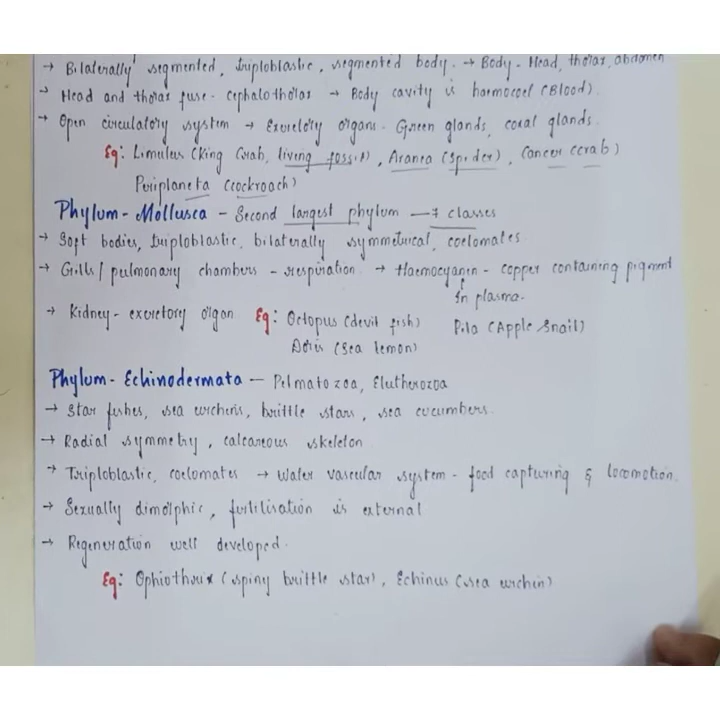 → Bilaterally segmented, triploblastic, segmented body. → Body - Head, thorax, abdomen
→ Head and thorax fuse - cephalothorax → Body cavity is haemocoel (Blood).
→ Open circulatory system → Excretory organs - Green glands, coxal glands.
Eg: Limulus (King Crab, living fossil), Aranea (Spider), Cancer (crab)
Periplaneta (cockroach)
Phylum - Mollusca - Second largest phylum → 7 classes
→ Soft bodies, triploblastic, bilaterally symmetrical, coelomates
→ Gills / pulmonary chambers - respiration → Haemocyanin - copper containing pigment
In plasma.
→ Kidney - excretory organ Eg: Octopus (devil fish) Pila (Apple Snail)
Doris (Sea lemon)
Phylum - Echinodermata - Pelmatozoa, Elutherozoa
→ Star fishes, sea urchins, brittle stars, sea cucumbers.
→ Radial symmetry, calcareous skeleton
→ Triploblastic, coelomates → Water vascular system - food capturing & locomotion.
→ Sexually dimolphic, fertilisation is external
→ Regeneration well developed.
Eg: Ophiothrix (spiny brittle star), Echinus (sea urchin)